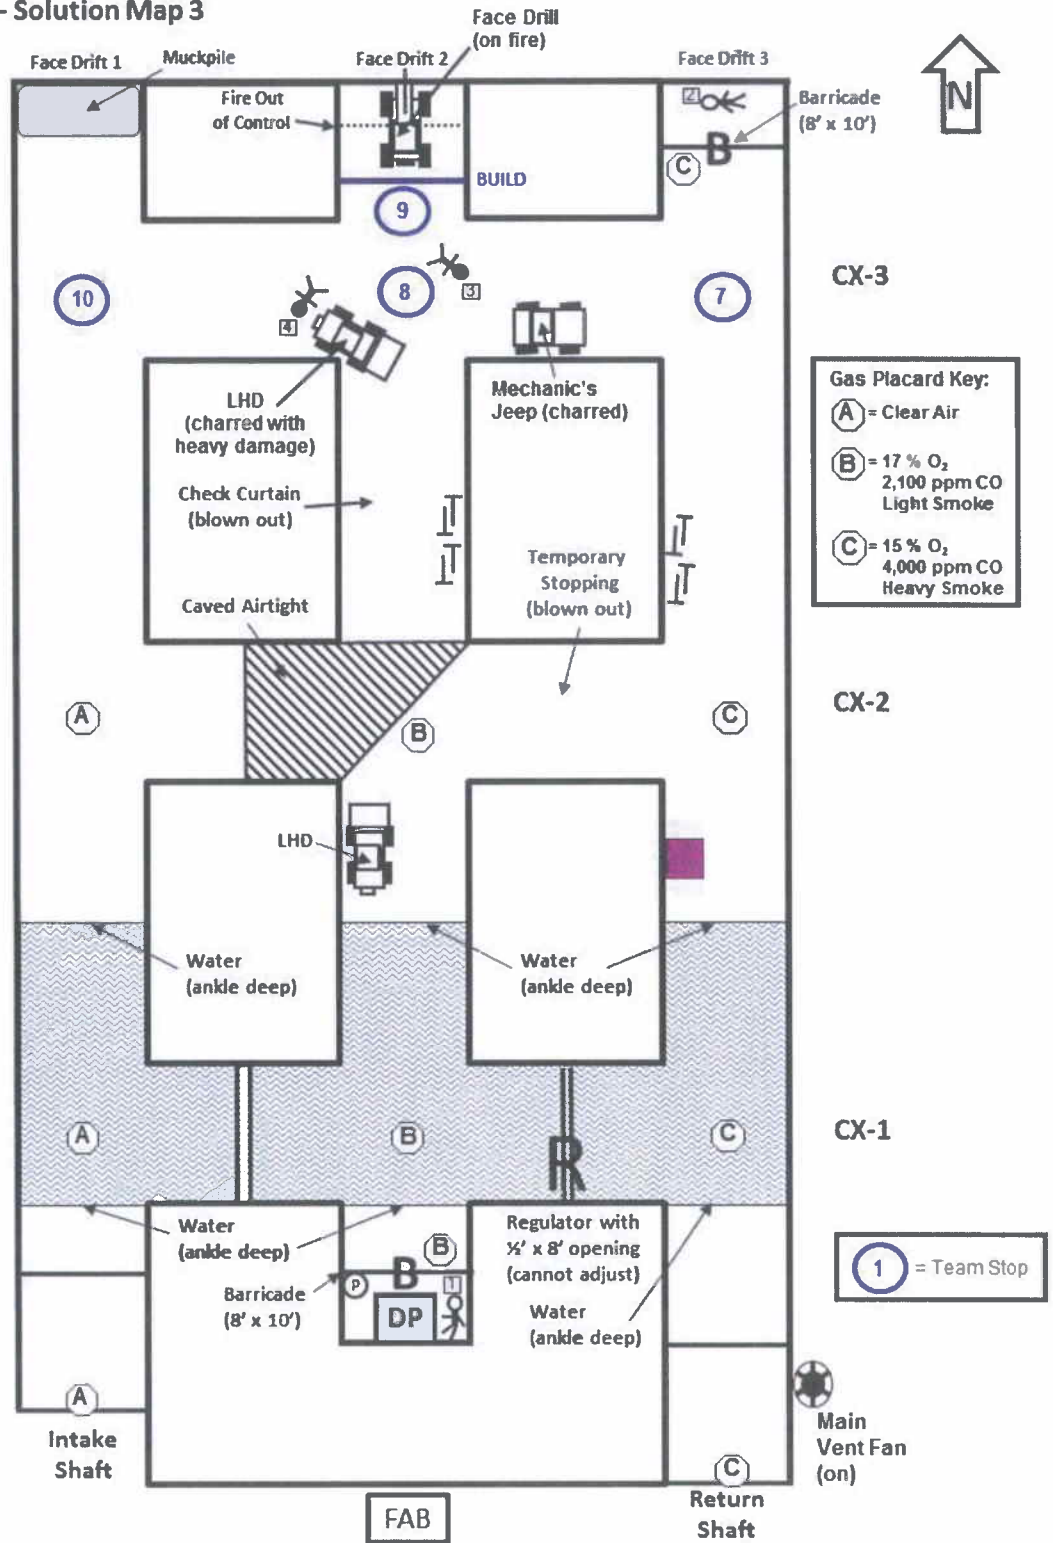 - Solution Map 3
Face Drill
(on fire)
Face Drift 1
Muckpile
Face Drift 2
Face Drift 3
Fire Out
of Control
2
Barricade
(8' x 10')
N
B
C
BUILD
9
CX-3
10
8
3
7
4
LHD
(charred with
heavy damage)
Mechanic's
Jeep (charred)
Gas Placard Key:
A = Clear Air
B = 17 % O₂
2,100 ppm CO
Light Smoke
C = 15 % O₂
4,000 ppm CO
Heavy Smoke
Check Curtain
(blown out)
Temporary
Stopping
(blown out)
Caved Airtight
CX-2
A
B
C
LHD
Water
(ankle deep)
Water
(ankle deep)
A
B
C
CX-1
R
Water
(ankle deep)
B
Regulator with
½' x 8' opening
(cannot adjust)
1 = Team Stop
Barricade
(8' x 10')
B
P
1
DP
Water
(ankle deep)
A
Intake
Shaft
Main
Vent Fan
(on)
C
Return
Shaft
FAB